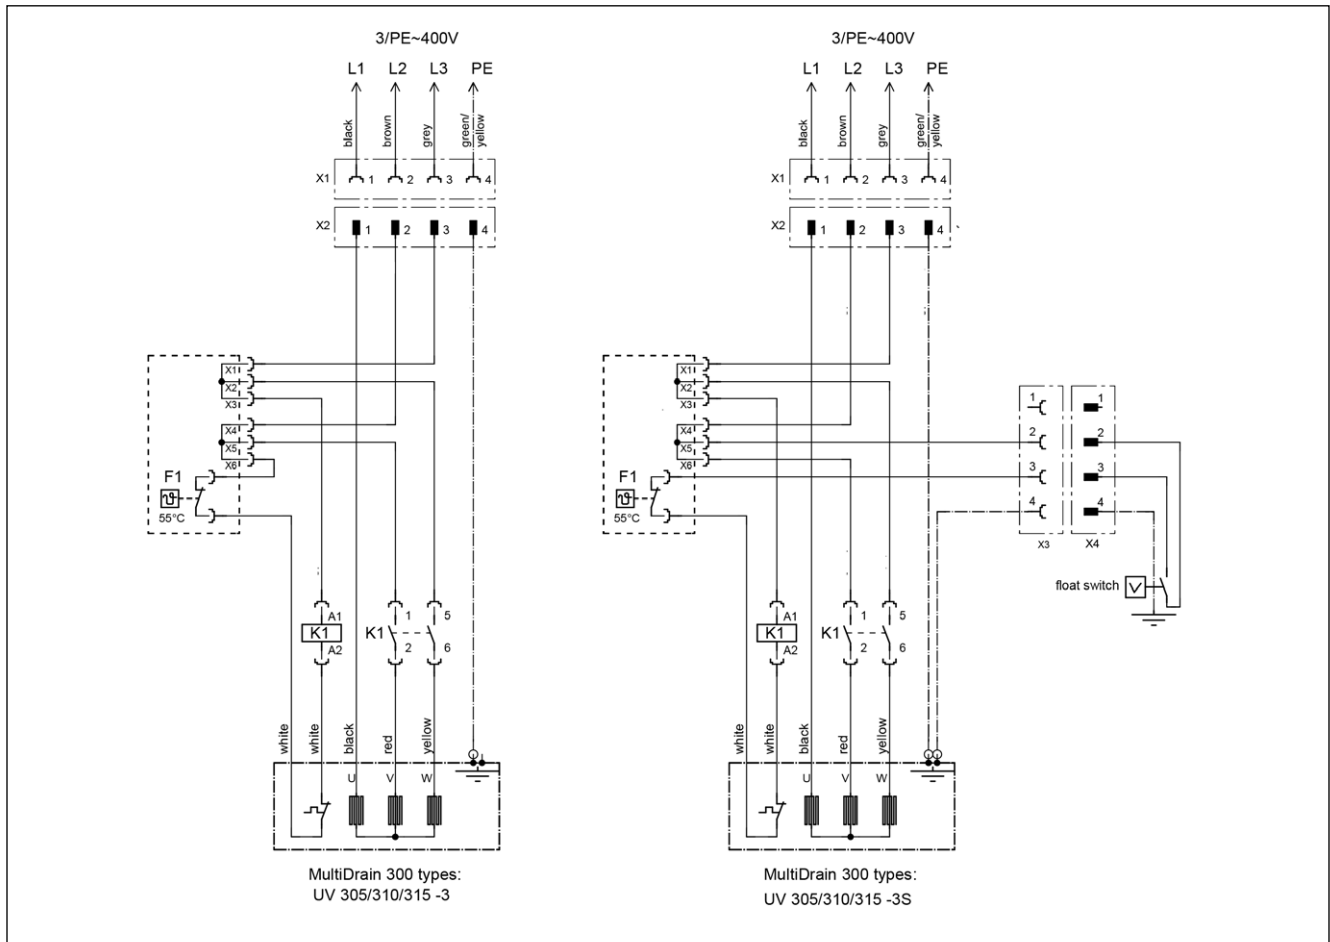 3/PE~400V
L1 L2 L3 PE
black brown grey green/ yellow
X1 1 2 3 4
X2 1 2 3 4
X1
X2
X3
X4
X5
X6
F1
55°C
A1 1 5
K1 K1
A2 2 6
white white black red yellow
U V W
MultiDrain 300 types:
UV 305/310/315 -3
3/PE~400V
L1 L2 L3 PE
black brown grey green/ yellow
X1 1 2 3 4
X2 1 2 3 4
X1
X2
X3
X4
X5
X6
F1
55°C
1 1
2 2
3 3
4 4
X3 X4
float switch
A1 1 5
K1 K1
A2 2 6
white white black red yellow
U V W
MultiDrain 300 types:
UV 305/310/315 -3S